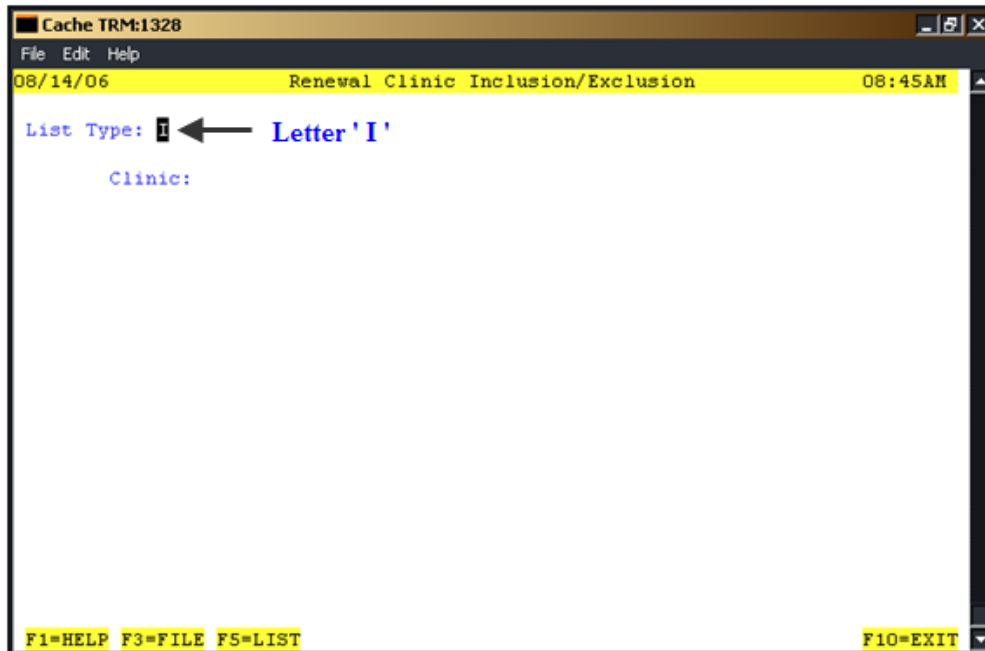 Cache TRM:1328
File Edit Help
08/14/06 Renewal Clinic Inclusion/Exclusion 08:45AM
List Type: I Letter ' I '
Clinic:
F1=HELP F3=FILE F5=LIST F10=EXIT